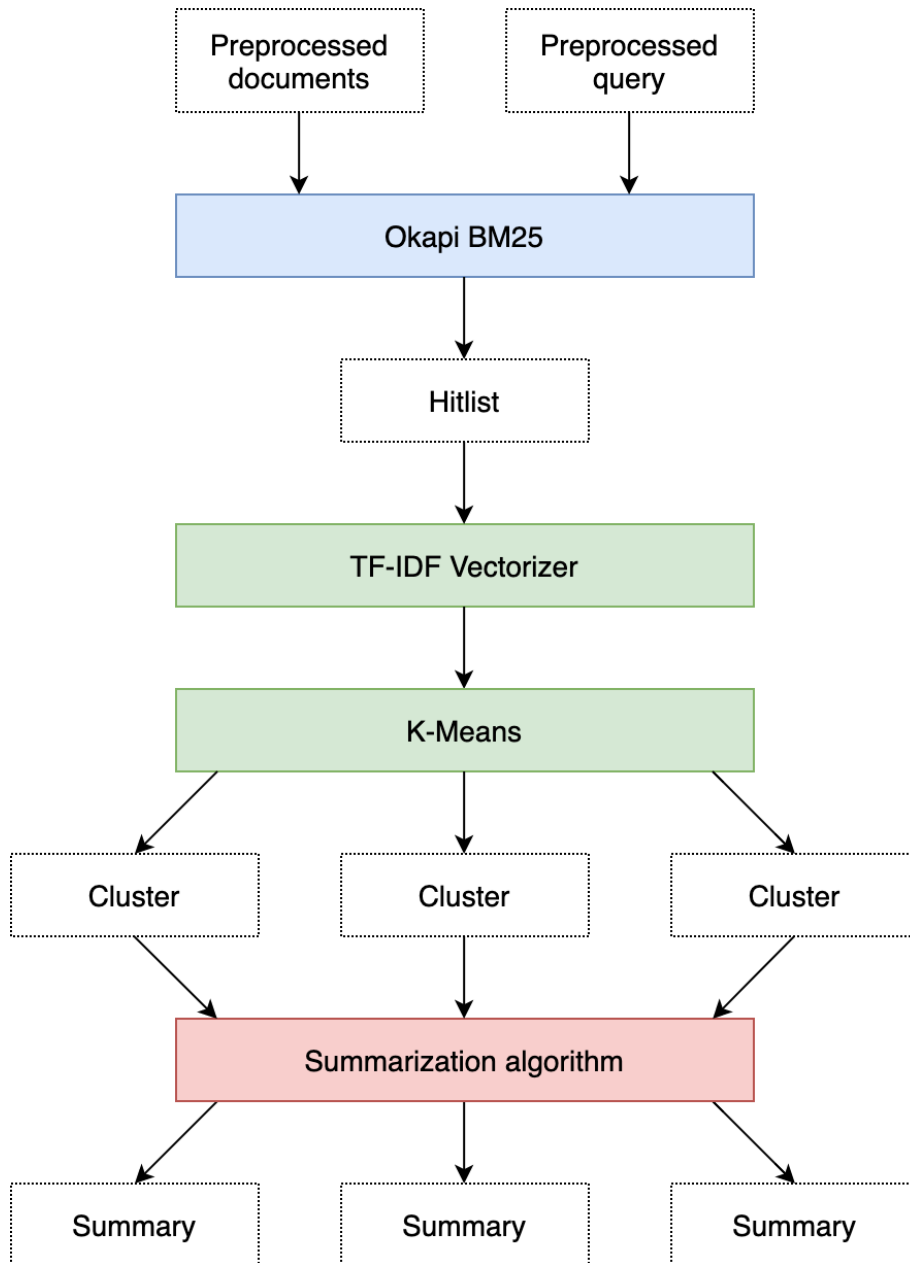 Preprocessed
documents
Preprocessed
query
Okapi BM25
Hitlist
TF-IDF Vectorizer
K-Means
Cluster
Cluster
Cluster
Summarization algorithm
Summary
Summary
Summary